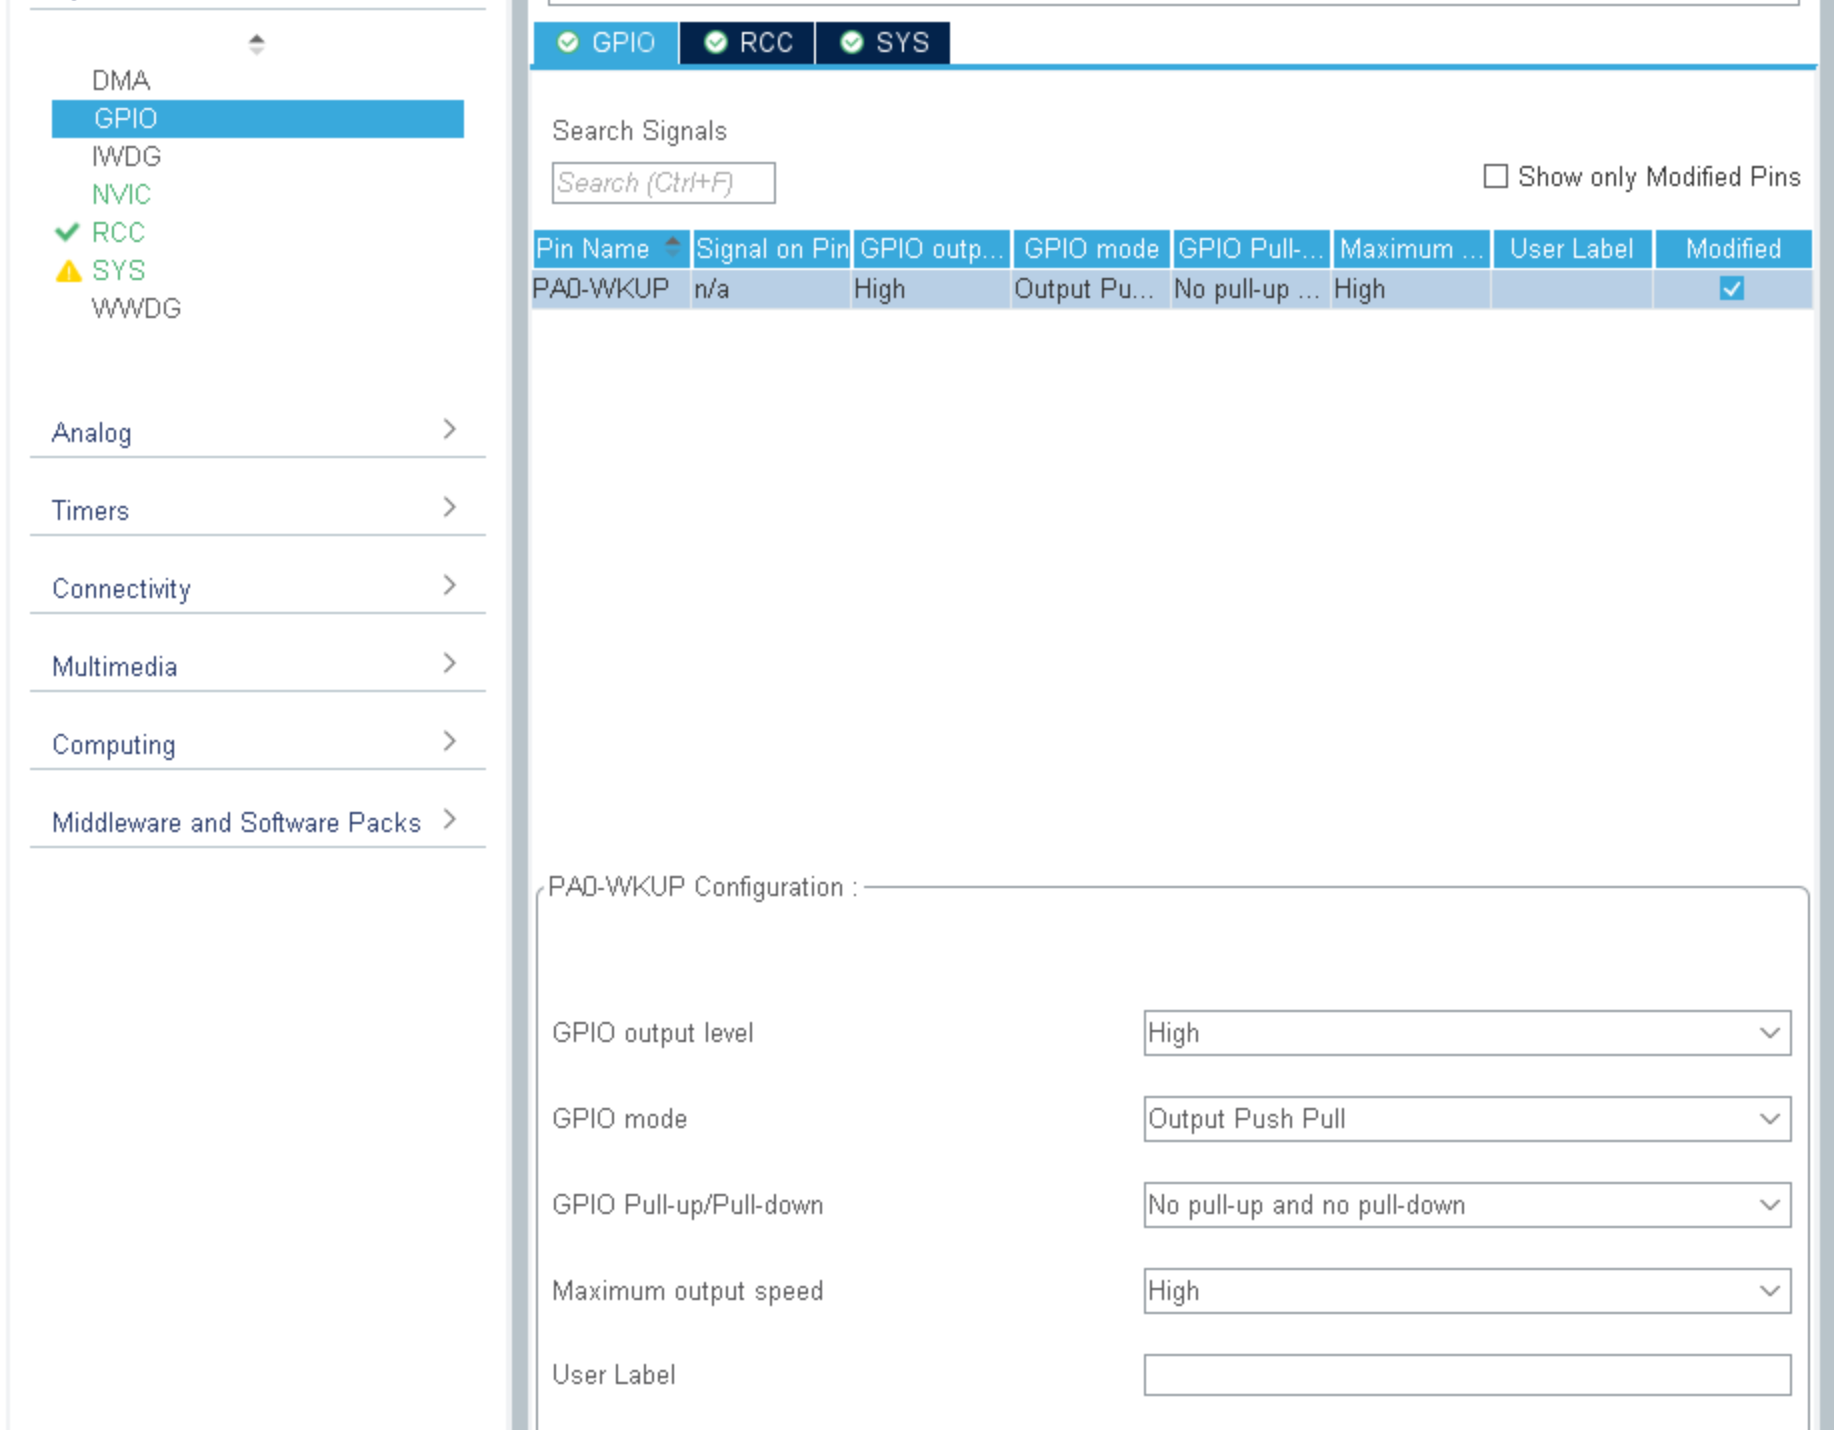 DMA
GPIO
IWDG
NVIC
RCC
SYS
WWDG
Analog
Timers
Connectivity
Multimedia
Computing
Middleware and Software Packs
GPIO RCC SYS
Search Signals
Search (Ctrl+F)
Show only Modified Pins
Pin Name Signal on Pin GPIO outp... GPIO mode GPIO Pull-... Maximum ... User Label Modified
PA0-WKUP n/a High Output Pu... No pull-up ... High
PA0-WKUP Configuration :
GPIO output level High
GPIO mode Output Push Pull
GPIO Pull-up/Pull-down No pull-up and no pull-down
Maximum output speed High
User Label